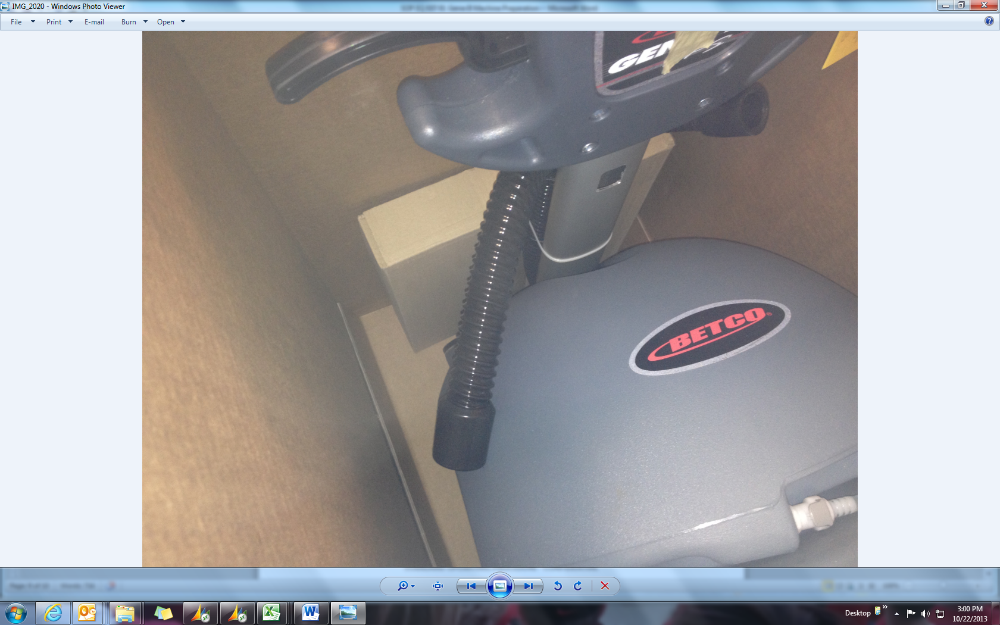 IMG_2020 - Windows Photo Viewer
File
Print
E-mail
Burn
Open
BETCO®
Desktop
3:00 PM
10/22/2013